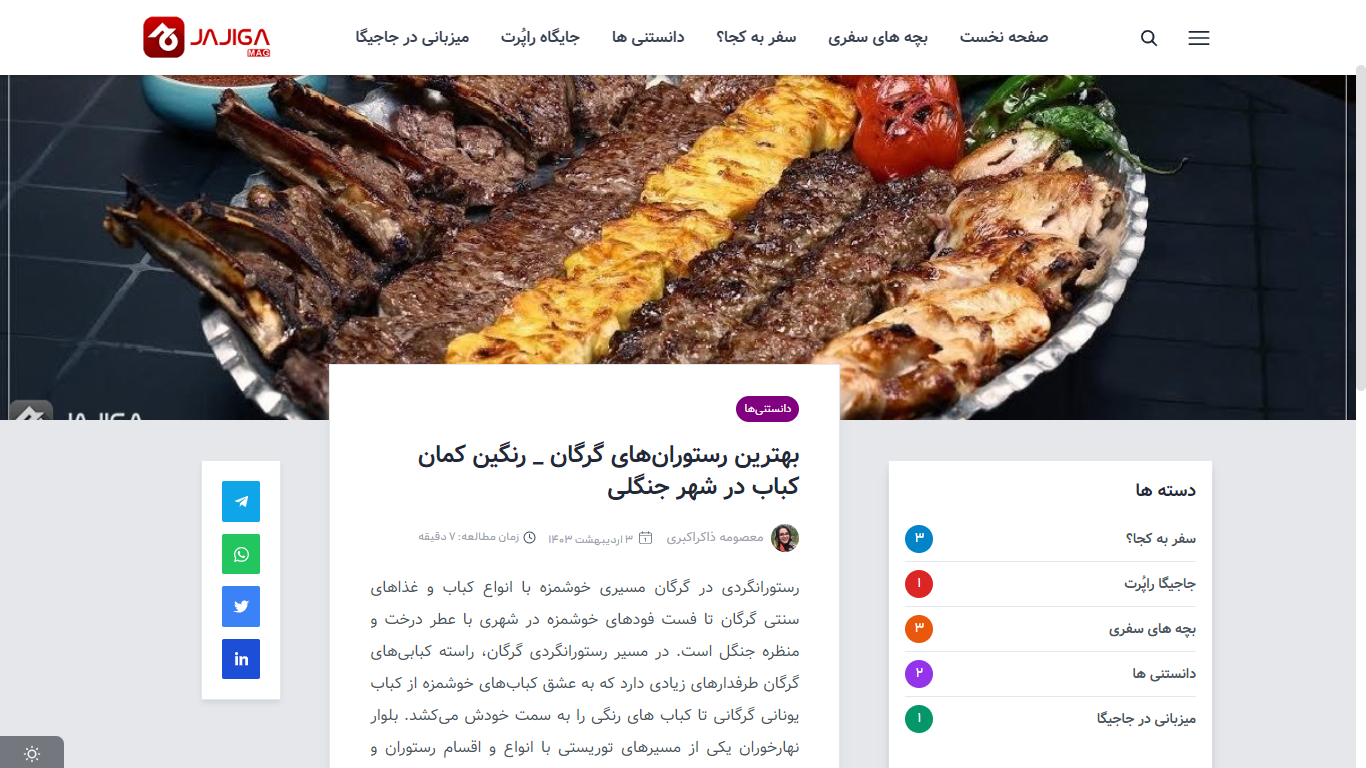 صفحه نخست
بچه های سفری
سفر به کجا؟
دانستنی ها
جایگاه راپُرت
میزبانی در جاجیگا
JAJIGA
MAG
JAJIGA
دانستنی‌ها
بهترین رستوران‌های گرگان _ رنگین کمان
کباب در شهر جنگلی
معصومه ذاکراکبری
۳ اردیبهشت ۱۴۰۳
زمان مطالعه: ۷ دقیقه
رستورانگردی در گرگان مسیری خوشمزه با انواع کباب و غذاهای
سنتی گرگان تا فست فودهای خوشمزه در شهری با عطر درخت و
منظره جنگل است. در مسیر رستورانگردی گرگان، راسته کبابی‌های
گرگان طرفدارهای زیادی دارد که به عشق کباب‌های خوشمزه از کباب
یونانی گرگانی تا کباب های رنگی را به سمت خودش می‌کشد. بلوار
نهارخوران یکی از مسیرهای توریستی با انواع و اقسام رستوران و
دسته ها
سفر به کجا؟ ۳
جاجیگا راپُرت ۱
بچه های سفری ۳
دانستنی ها ۲
میزبانی در جاجیگا ۱